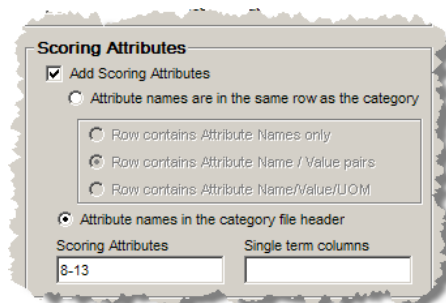 Scoring Attributes
Add Scoring Attributes
Attribute names are in the same row as the category
Row contains Attribute Names only
Row contains Attribute Name / Value pairs
Row contains Attribute Name/Value/UOM
Attribute names in the category file header
Scoring Attributes Single term columns
8-13